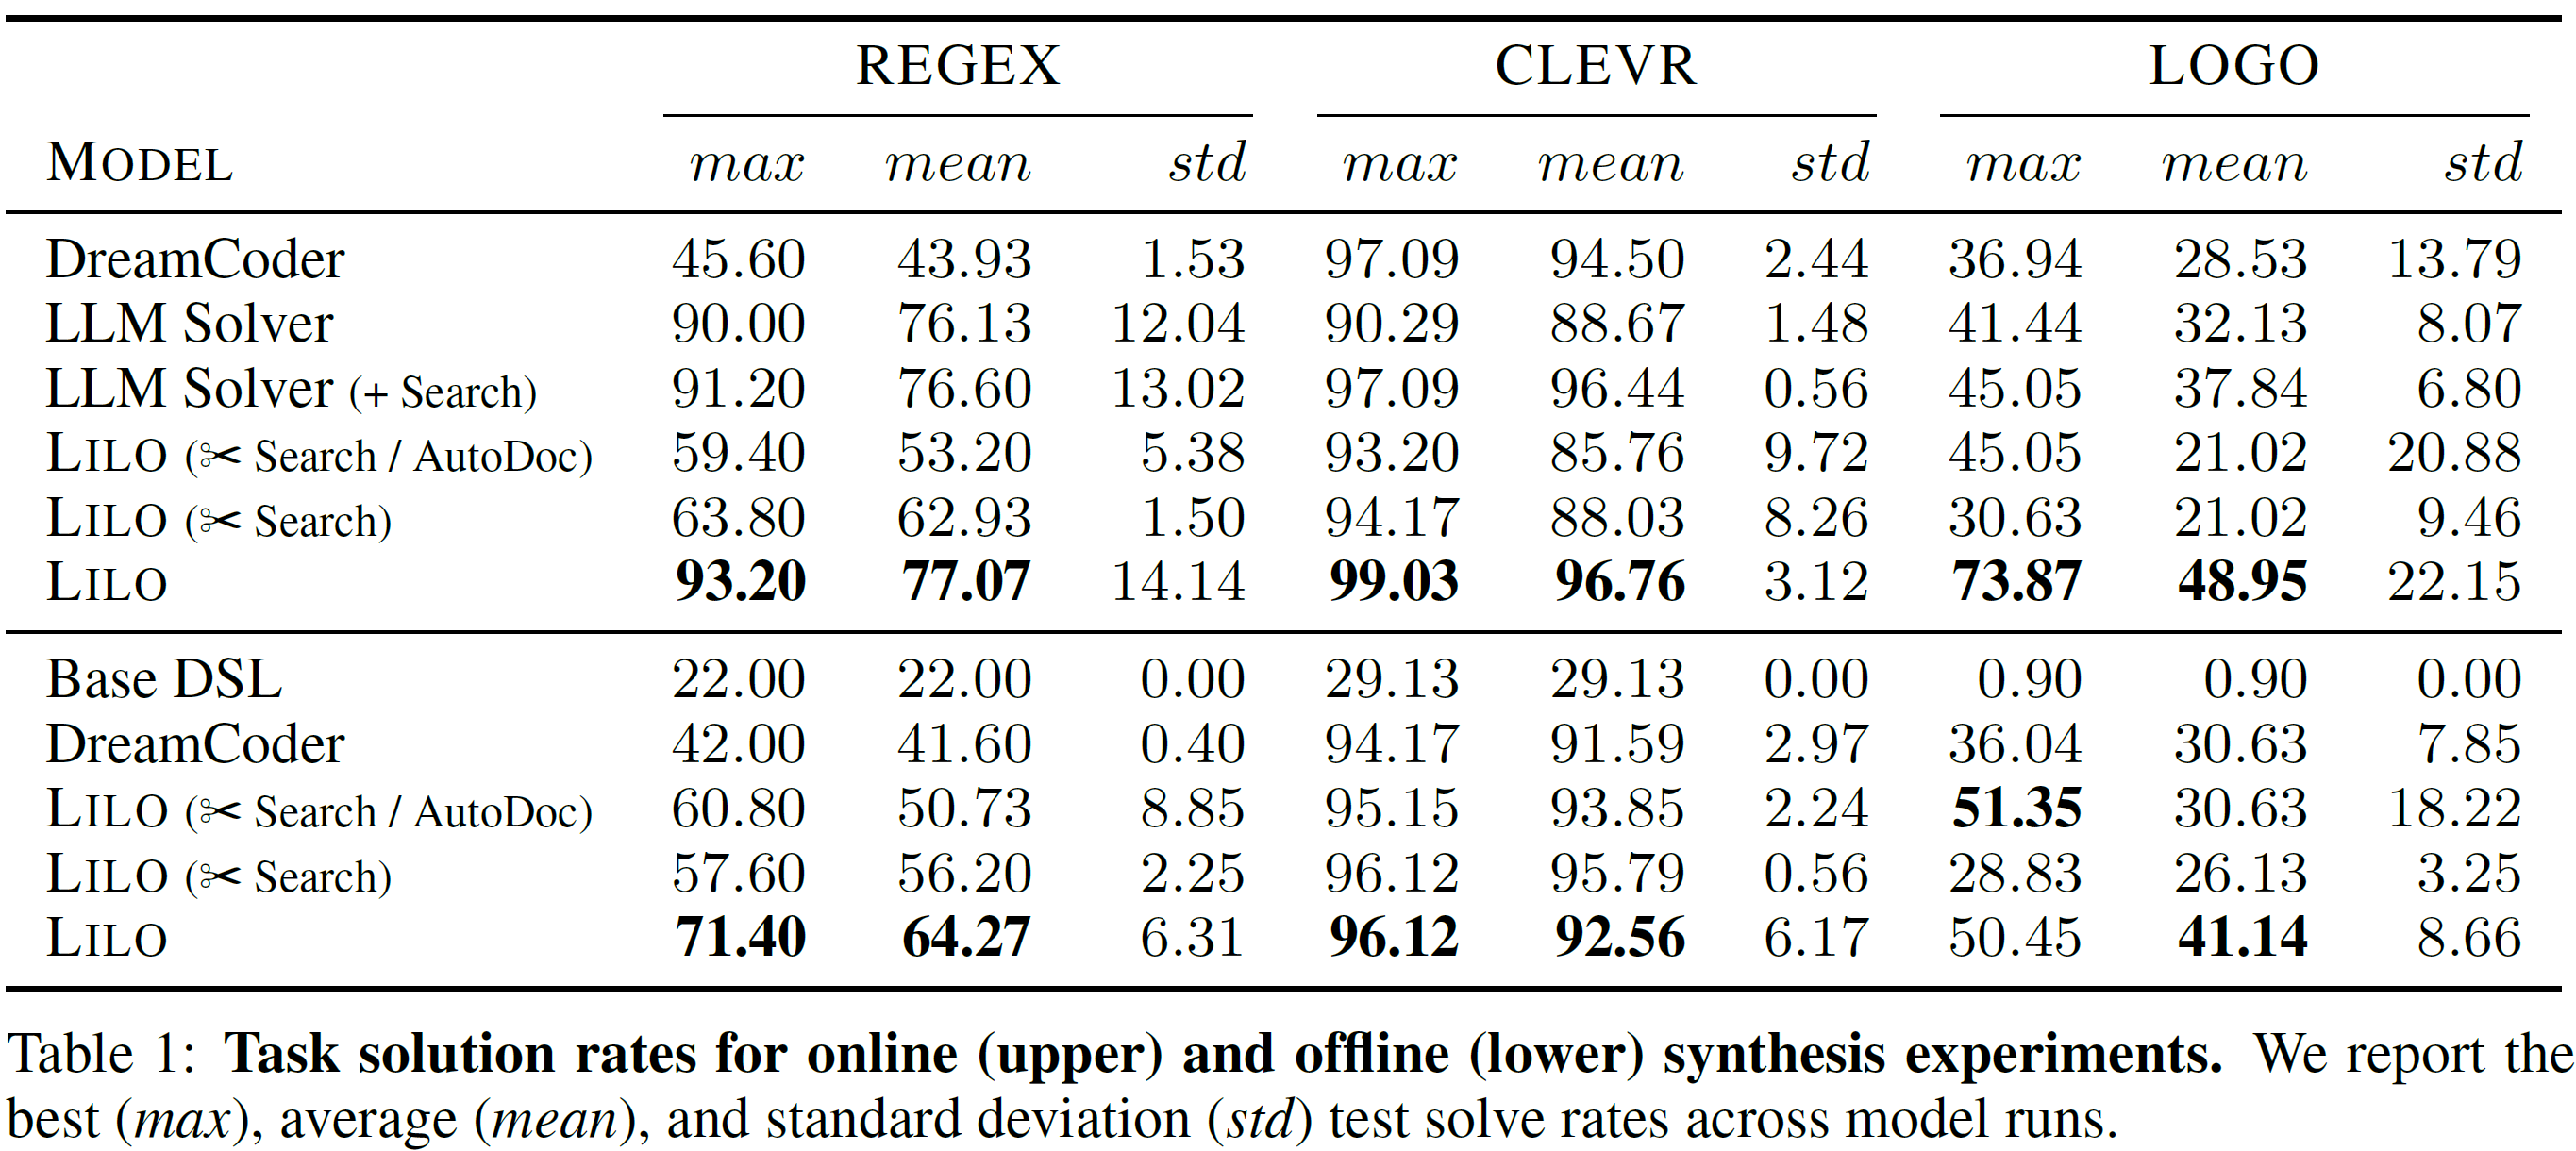 REGEX CLEVR LOGO
MODEL max mean std max mean std max mean std
DreamCoder 45.60 43.93 1.53 97.09 94.50 2.44 36.94 28.53 13.79
LLM Solver 90.00 76.13 12.04 90.29 88.67 1.48 41.44 32.13 8.07
LLM Solver (+ Search) 91.20 76.60 13.02 97.09 96.44 0.56 45.05 37.84 6.80
LILO (✂ Search / AutoDoc) 59.40 53.20 5.38 93.20 85.76 9.72 45.05 21.02 20.88
LILO (✂ Search) 63.80 62.93 1.50 94.17 88.03 8.26 30.63 21.02 9.46
LILO 93.20 77.07 14.14 99.03 96.76 3.12 73.87 48.95 22.15
Base DSL 22.00 22.00 0.00 29.13 29.13 0.00 0.90 0.90 0.00
DreamCoder 42.00 41.60 0.40 94.17 91.59 2.97 36.04 30.63 7.85
LILO (✂ Search / AutoDoc) 60.80 50.73 8.85 95.15 93.85 2.24 51.35 30.63 18.22
LILO (✂ Search) 57.60 56.20 2.25 96.12 95.79 0.56 28.83 26.13 3.25
LILO 71.40 64.27 6.31 96.12 92.56 6.17 50.45 41.14 8.66
Table 1: Task solution rates for online (upper) and offline (lower) synthesis experiments. We report the
best (max), average (mean), and standard deviation (std) test solve rates across model runs.